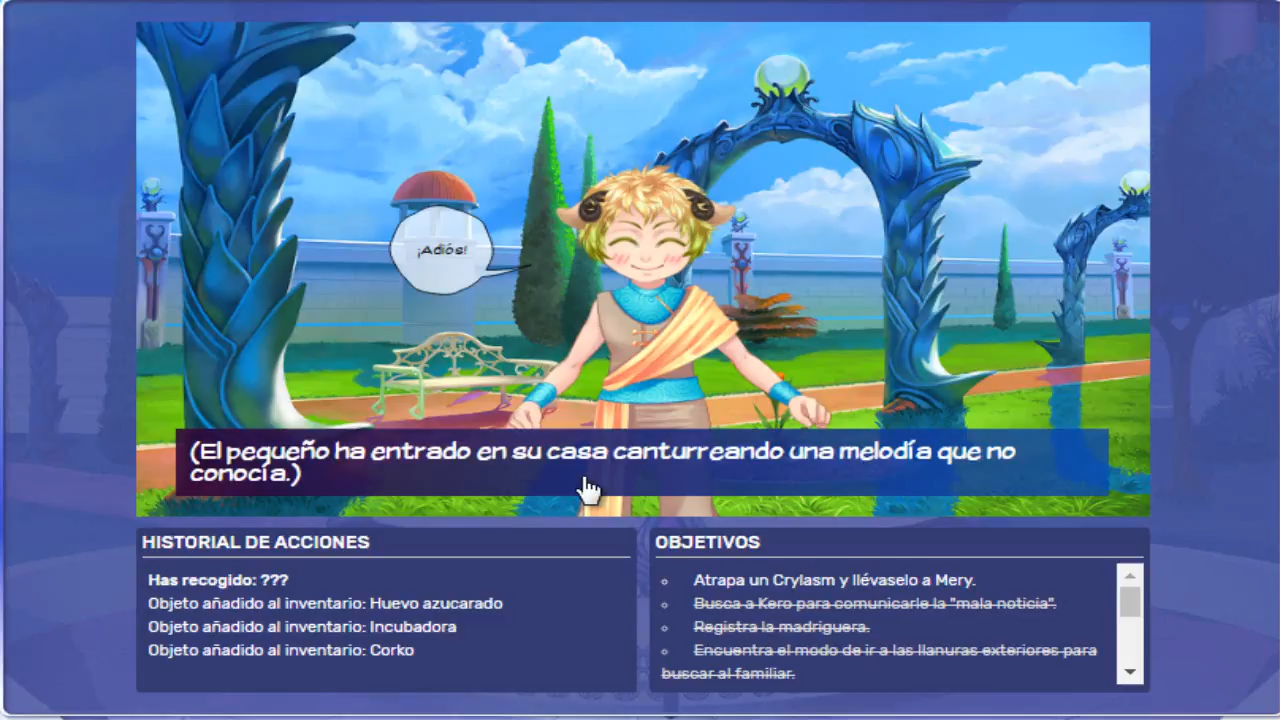 ¡Adiós!
(El pequeño ha entrado en su casa canturreando una melodía que no
conocía.)
HISTORIAL DE ACCIONES
Has recogido: ???
Objeto añadido al inventario: Huevo azucarado
Objeto añadido al inventario: Incubadora
Objeto añadido al inventario: Corko
OBJETIVOS
Atrapa un Crylasm y llévaselo a Mery.
Busca a Kero para comunicarle la "mala noticia".
Registra la madriguera.
Encuentra el modo de ir a las llanuras exteriores para
buscar al familiar.